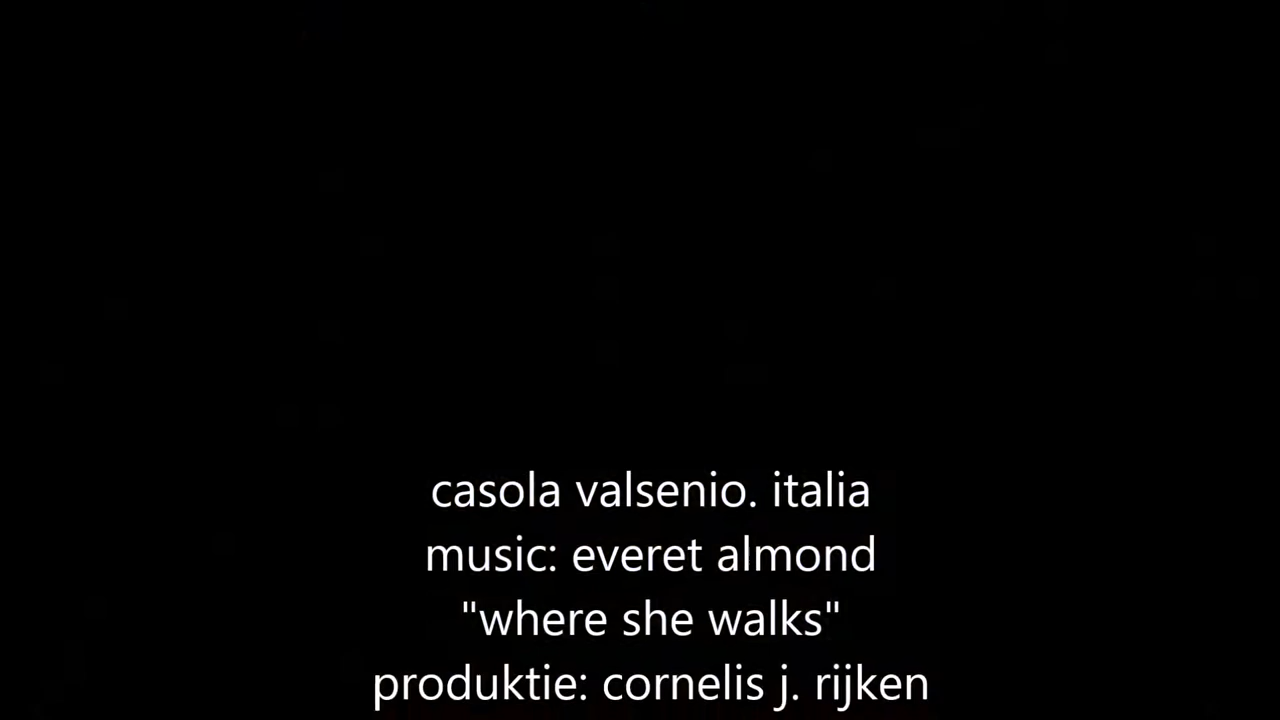 casola valsenio. italia
music: everet almond
"where she walks"
produktie: cornelis j. rijken